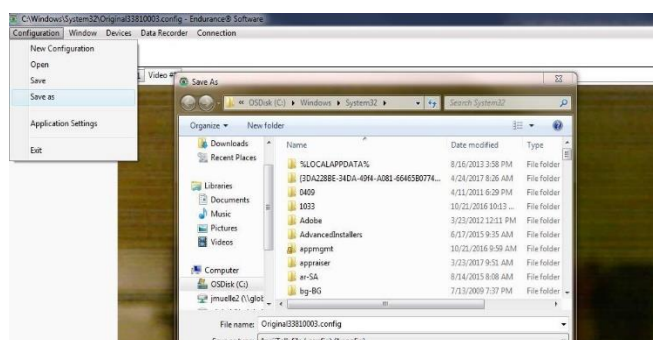 C:\Windows\System32\Original33810003.config - Endurance® Software
Configuration Window Devices Data Recorder Connection
New Configuration
Open
Save
Save as
Application Settings
Exit
Video
Save As
« OSDisk (C:) ▸ Windows ▸ System32 ▸
Search System32
Organize New folder
Downloads
Recent Places
Libraries
Documents
Music
Pictures
Videos
Computer
OSDisk (C:)
jmuelle2 (\\glob
Name Date modified Type
%LOCALAPPDATA% 8/16/2013 3:58 PM File folder
{3DA228BE-34DA-49f4-A081-66465B0774... 4/24/2017 8:26 AM File folder
0409 4/11/2011 6:29 PM File folder
1033 10/21/2016 10:13 ... File folder
Adobe 3/23/2012 12:11 PM File folder
AdvancedInstallers 6/17/2015 9:35 AM File folder
appmgmt 10/21/2016 9:59 AM File folder
appraiser 3/23/2017 9:51 AM File folder
ar-SA 8/14/2015 8:08 AM File folder
bg-BG 7/13/2009 7:37 PM File folder
File name: Original33810003.config